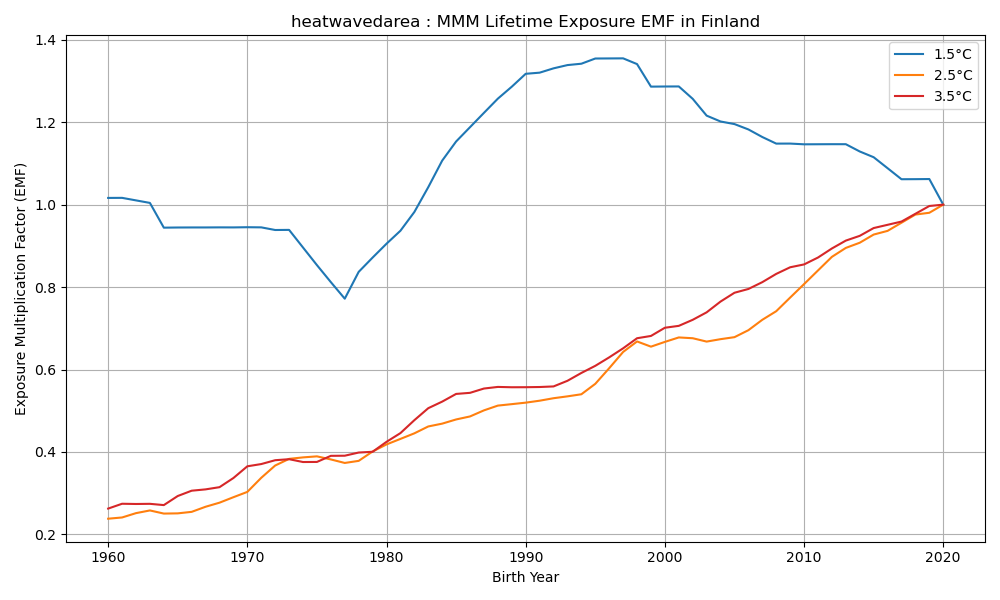 heatwavedarea : MMM Lifetime Exposure EMF in Finland
Exposure Multiplication Factor (EMF)
1.4
1.2
1.0
0.8
0.6
0.4
0.2
1.5°C
2.5°C
3.5°C
1960 1970 1980 1990 2000 2010 2020
Birth Year